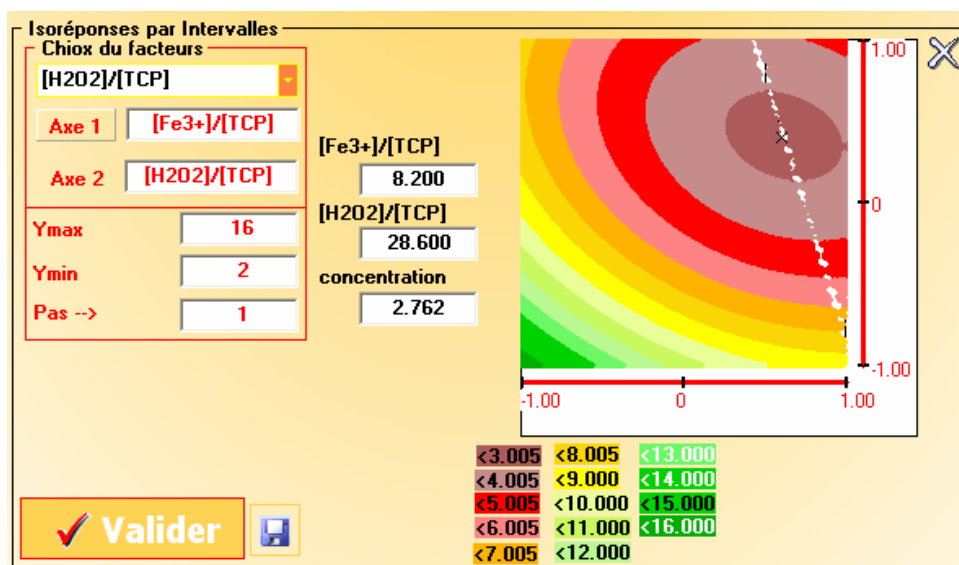 Isoréponses par Intervalles
Chiox du facteurs
[H2O2]/[TCP]
Axe 1 [Fe3+]/[TCP]
Axe 2 [H2O2]/[TCP]
Ymax 16
Ymin 2
Pas --> 1
[Fe3+]/[TCP]
8.200
[H2O2]/[TCP]
28.600
concentration
2.762
1.00
0
-1.00
-1.00 0 1.00
<3.005 <8.005 <13.000
<4.005 <9.000 <14.000
<5.005 <10.000 <15.000
<6.005 <11.000 <16.000
<7.005 <12.000
Valider